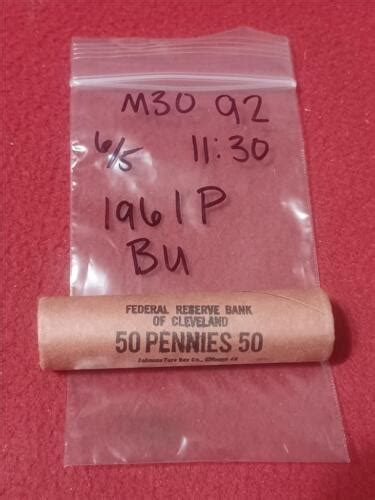 M30 92
6/5 11:30
1961 P
BU
FEDERAL RESERVE BANK
OF CLEVELAND
50 PENNIES 50